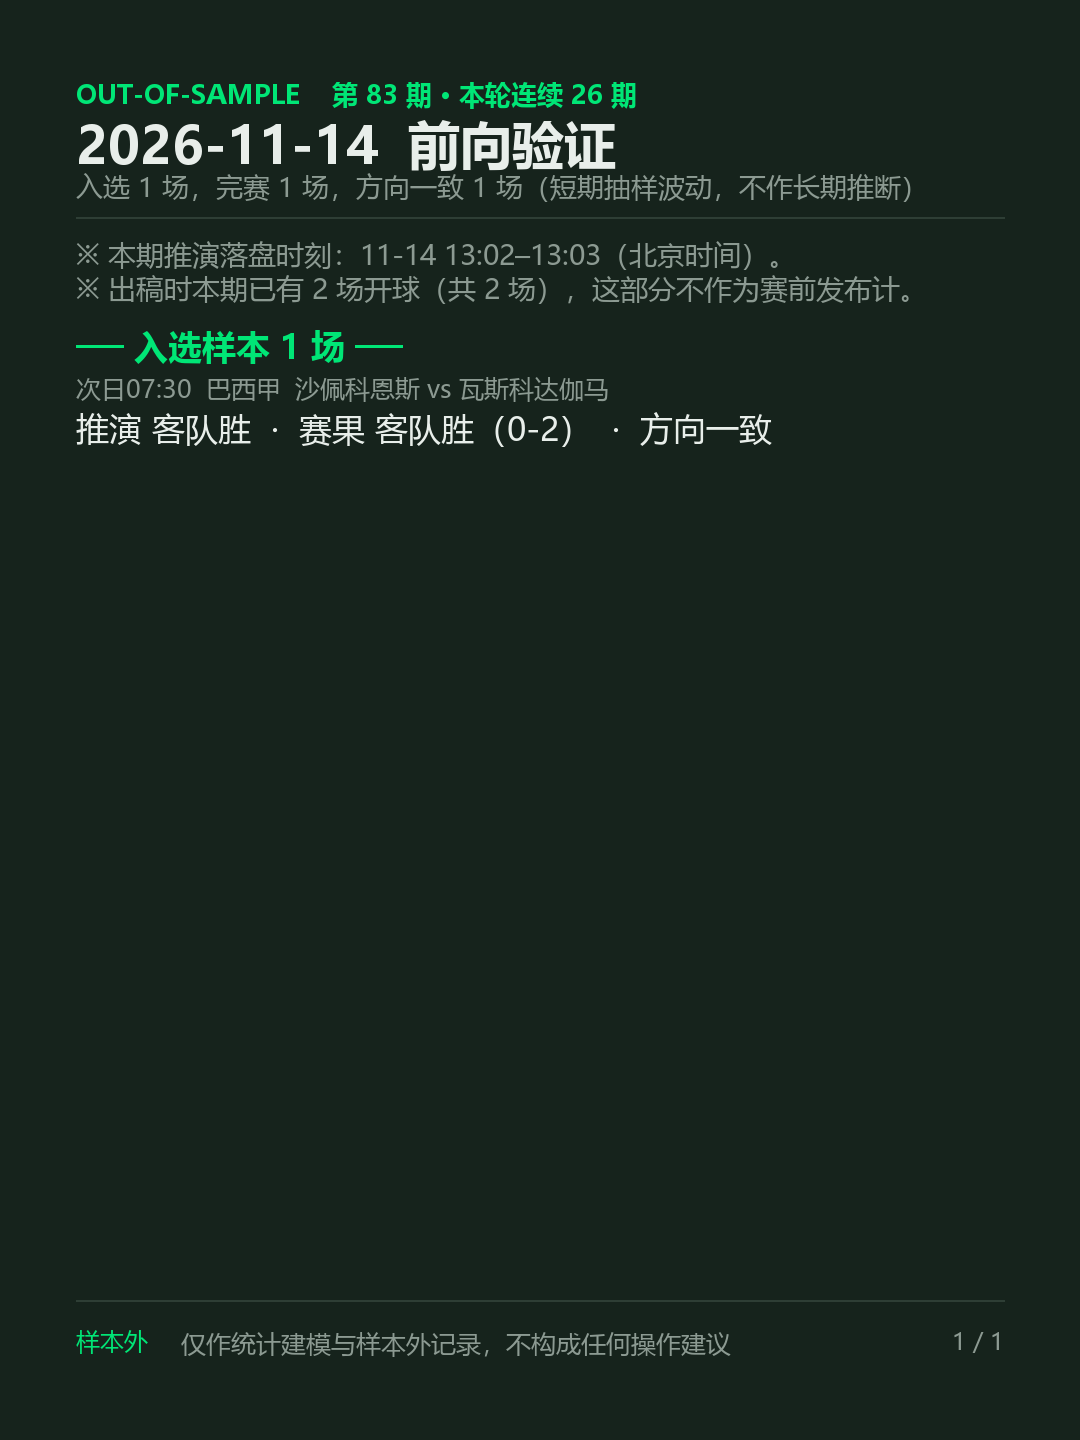 OUT-OF-SAMPLE 第 83 期 · 本轮连续 26 期
2026-11-14 前向验证
入选 1 场，完赛 1 场，方向一致 1 场（短期抽样波动，不作长期推断）
※ 本期推演落盘时刻：11-14 13:02–13:03（北京时间）。
※ 出稿时本期已有 2 场开球（共 2 场），这部分不作为赛前发布计。
── 入选样本 1 场 ──
次日07:30 巴西甲 沙佩科恩斯 vs 瓦斯科达伽马
推演 客队胜 · 赛果 客队胜（0-2） · 方向一致
样本外 仅作统计建模与样本外记录，不构成任何操作建议 1 / 1